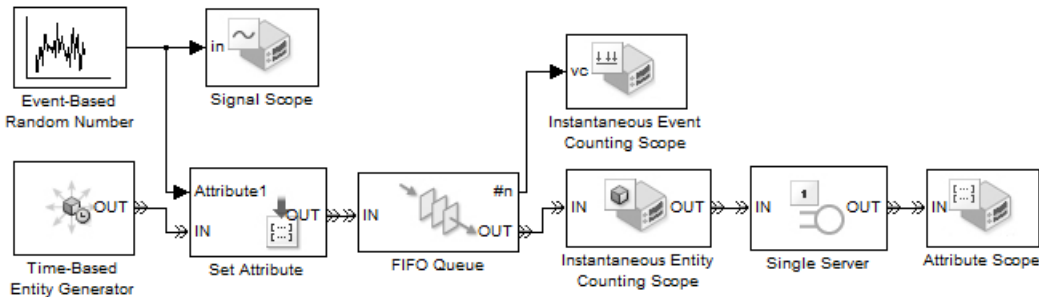 in
Signal Scope
Event-Based
Random Number
vc
Instantaneous Event
Counting Scope
OUT
Time-Based
Entity Generator
Attribute1
IN
OUT
[...]
Set Attribute
IN
#n
OUT
FIFO Queue
IN
OUT
Instantaneous Entity
Counting Scope
IN
1
OUT
Single Server
IN
[...]
Attribute Scope